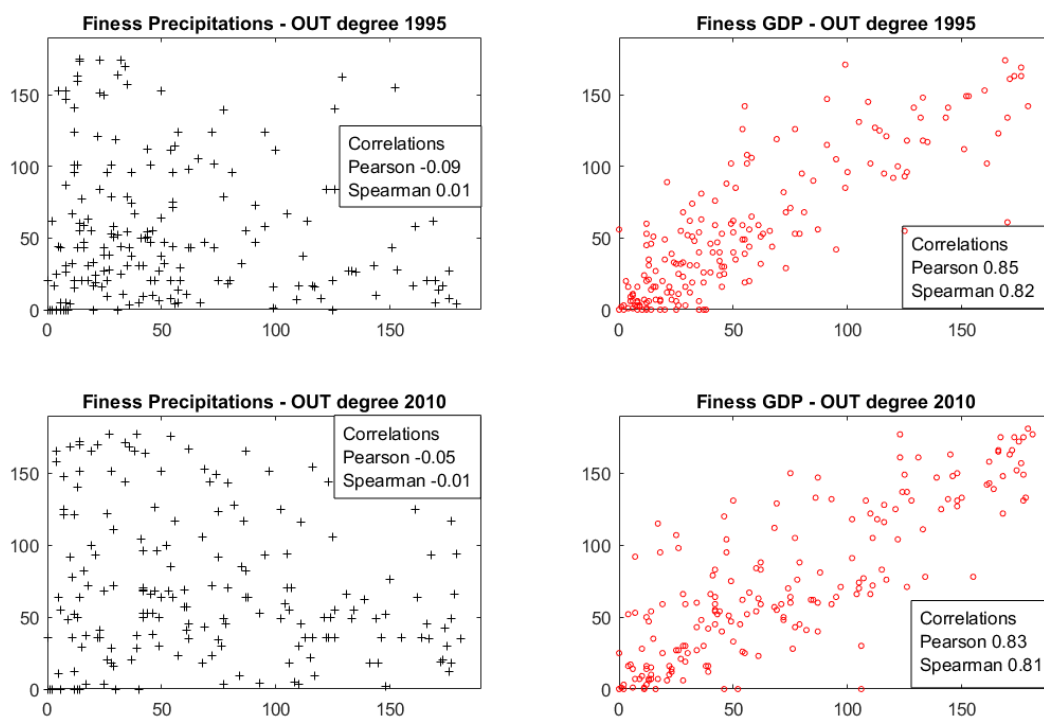 Finess Precipitations - OUT degree 1995
150
100
50
0
0
50
100
150
Correlations
Pearson -0.09
Spearman 0.01
Finess GDP - OUT degree 1995
150
100
50
0
0
50
100
150
Correlations
Pearson 0.85
Spearman 0.82
Finess Precipitations - OUT degree 2010
150
100
50
0
0
50
100
150
Correlations
Pearson -0.05
Spearman -0.01
Finess GDP - OUT degree 2010
150
100
50
0
0
50
100
150
Correlations
Pearson 0.83
Spearman 0.81